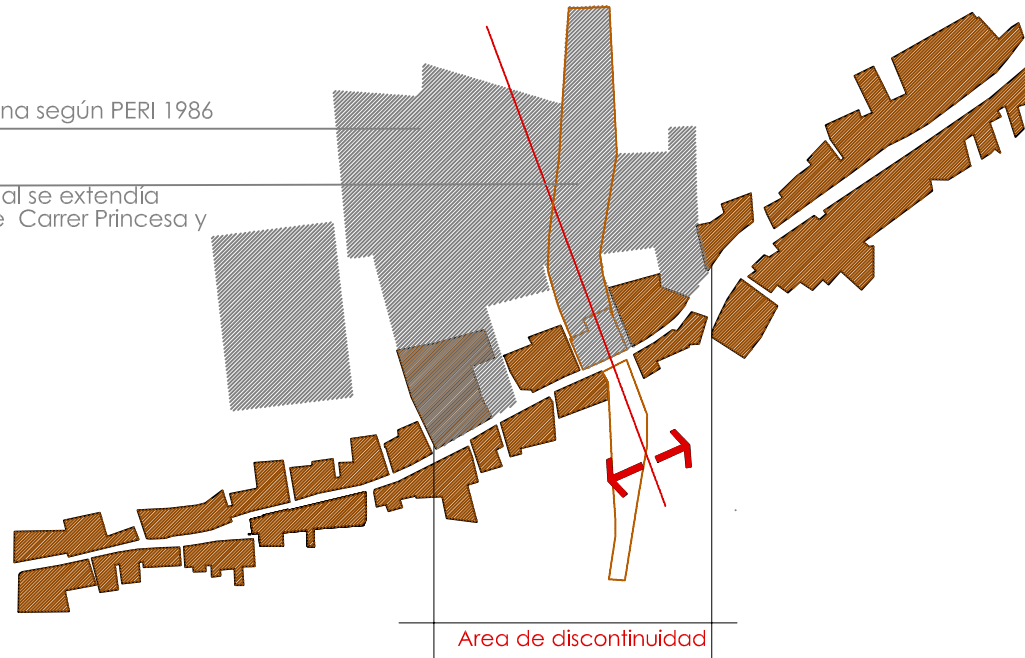 na según PERI 1986
al se extendía
e Carrer Princesa y
Area de discontinuidad